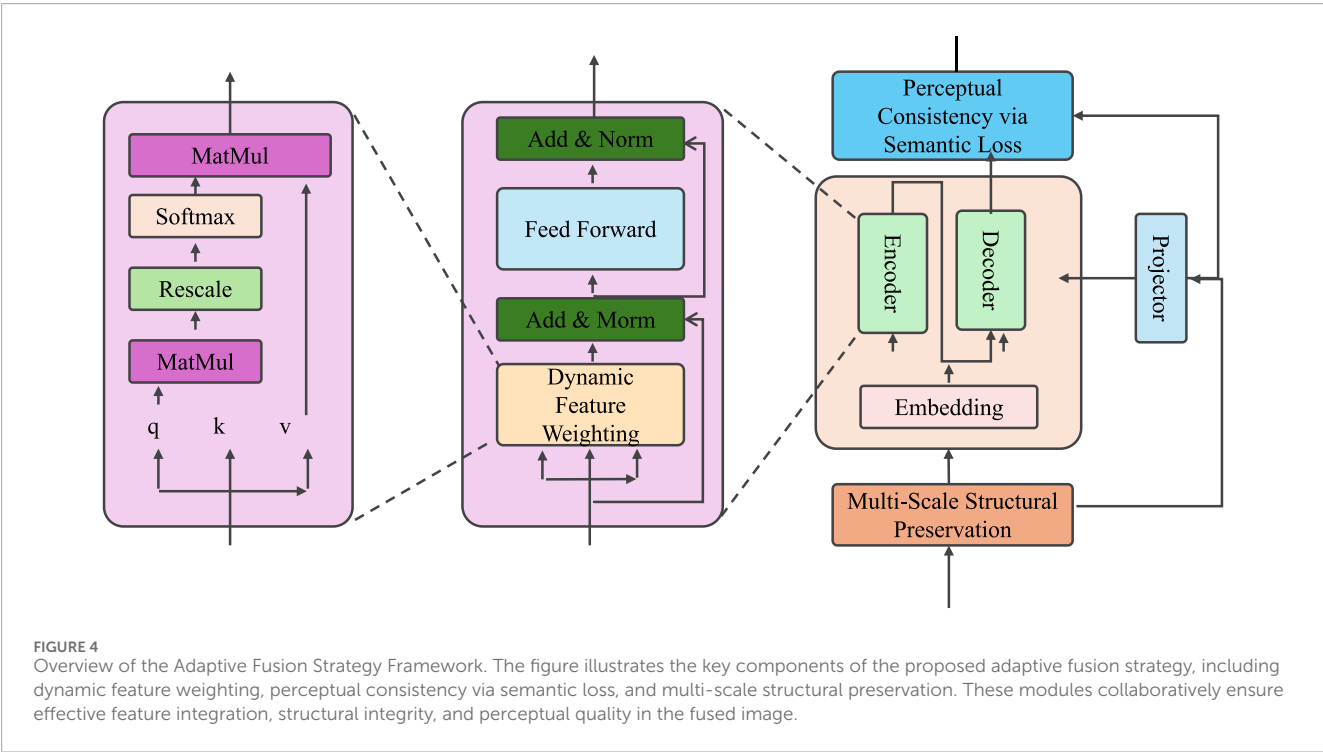 MatMul
Softmax
Rescale
MatMul
q k v
Add & Norm
Feed Forward
Add & Morm
Dynamic
Feature
Weighting
Perceptual
Consistency via
Semantic Loss
Encoder
Decoder
Projector
Embedding
Multi-Scale Structural
Preservation
FIGURE 4
Overview of the Adaptive Fusion Strategy Framework. The figure illustrates the key components of the proposed adaptive fusion strategy, including
dynamic feature weighting, perceptual consistency via semantic loss, and multi-scale structural preservation. These modules collaboratively ensure
effective feature integration, structural integrity, and perceptual quality in the fused image.